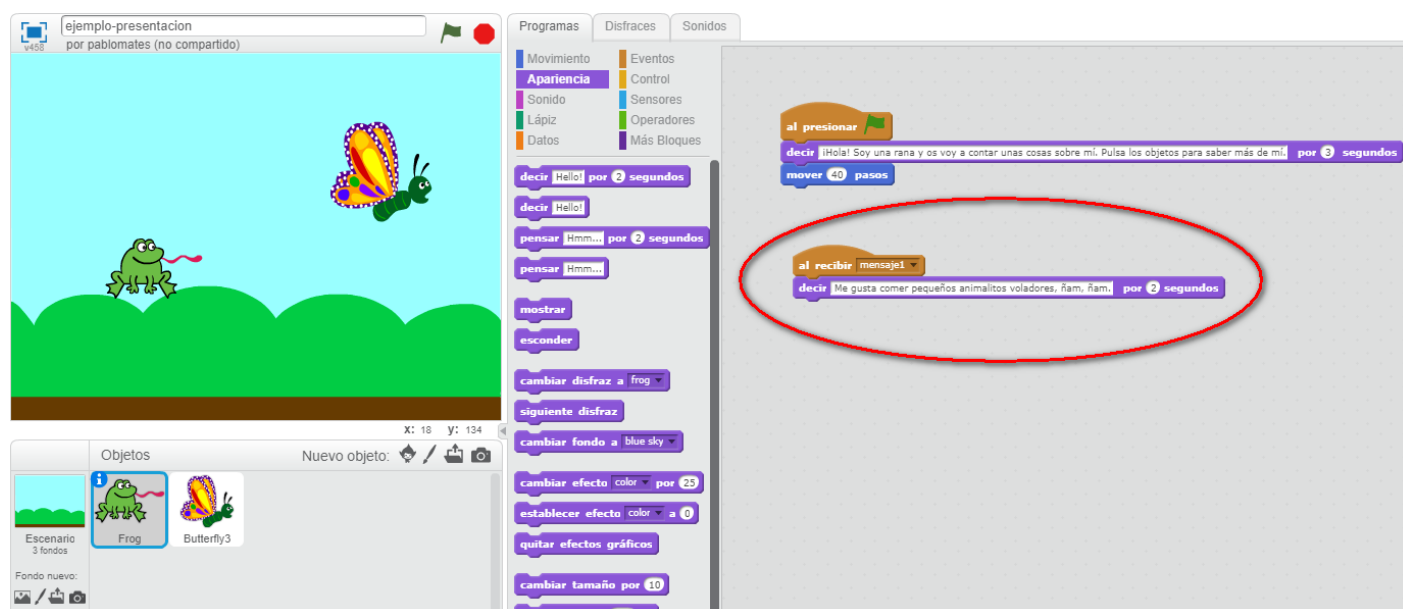 ejemplo-presentacion
v458
por pablomates (no compartido)
x: 18 y: 134
Objetos
Nuevo objeto:
Escenario
3 fondos
Fondo nuevo:
Frog
Butterfly3
Programas
Disfraces
Sonidos
Movimiento
Eventos
Apariencia
Control
Sonido
Sensores
Lápiz
Operadores
Datos
Más Bloques
decir Hello! por 2 segundos
decir Hello!
pensar Hmm... por 2 segundos
pensar Hmm...
mostrar
esconder
cambiar disfraz a frog
siguiente disfraz
cambiar fondo a blue sky
cambiar efecto color por 25
establecer efecto color a 0
quitar efectos gráficos
cambiar tamaño por 10
al presionar
decir ¡Hola! Soy una rana y os voy a contar unas cosas sobre mí. Pulsa los objetos para saber más de mí. por 3 segundos
mover 40 pasos
al recibir mensaje1
decir Me gusta comer pequeños animalitos voladores, ñam, ñam. por 2 segundos